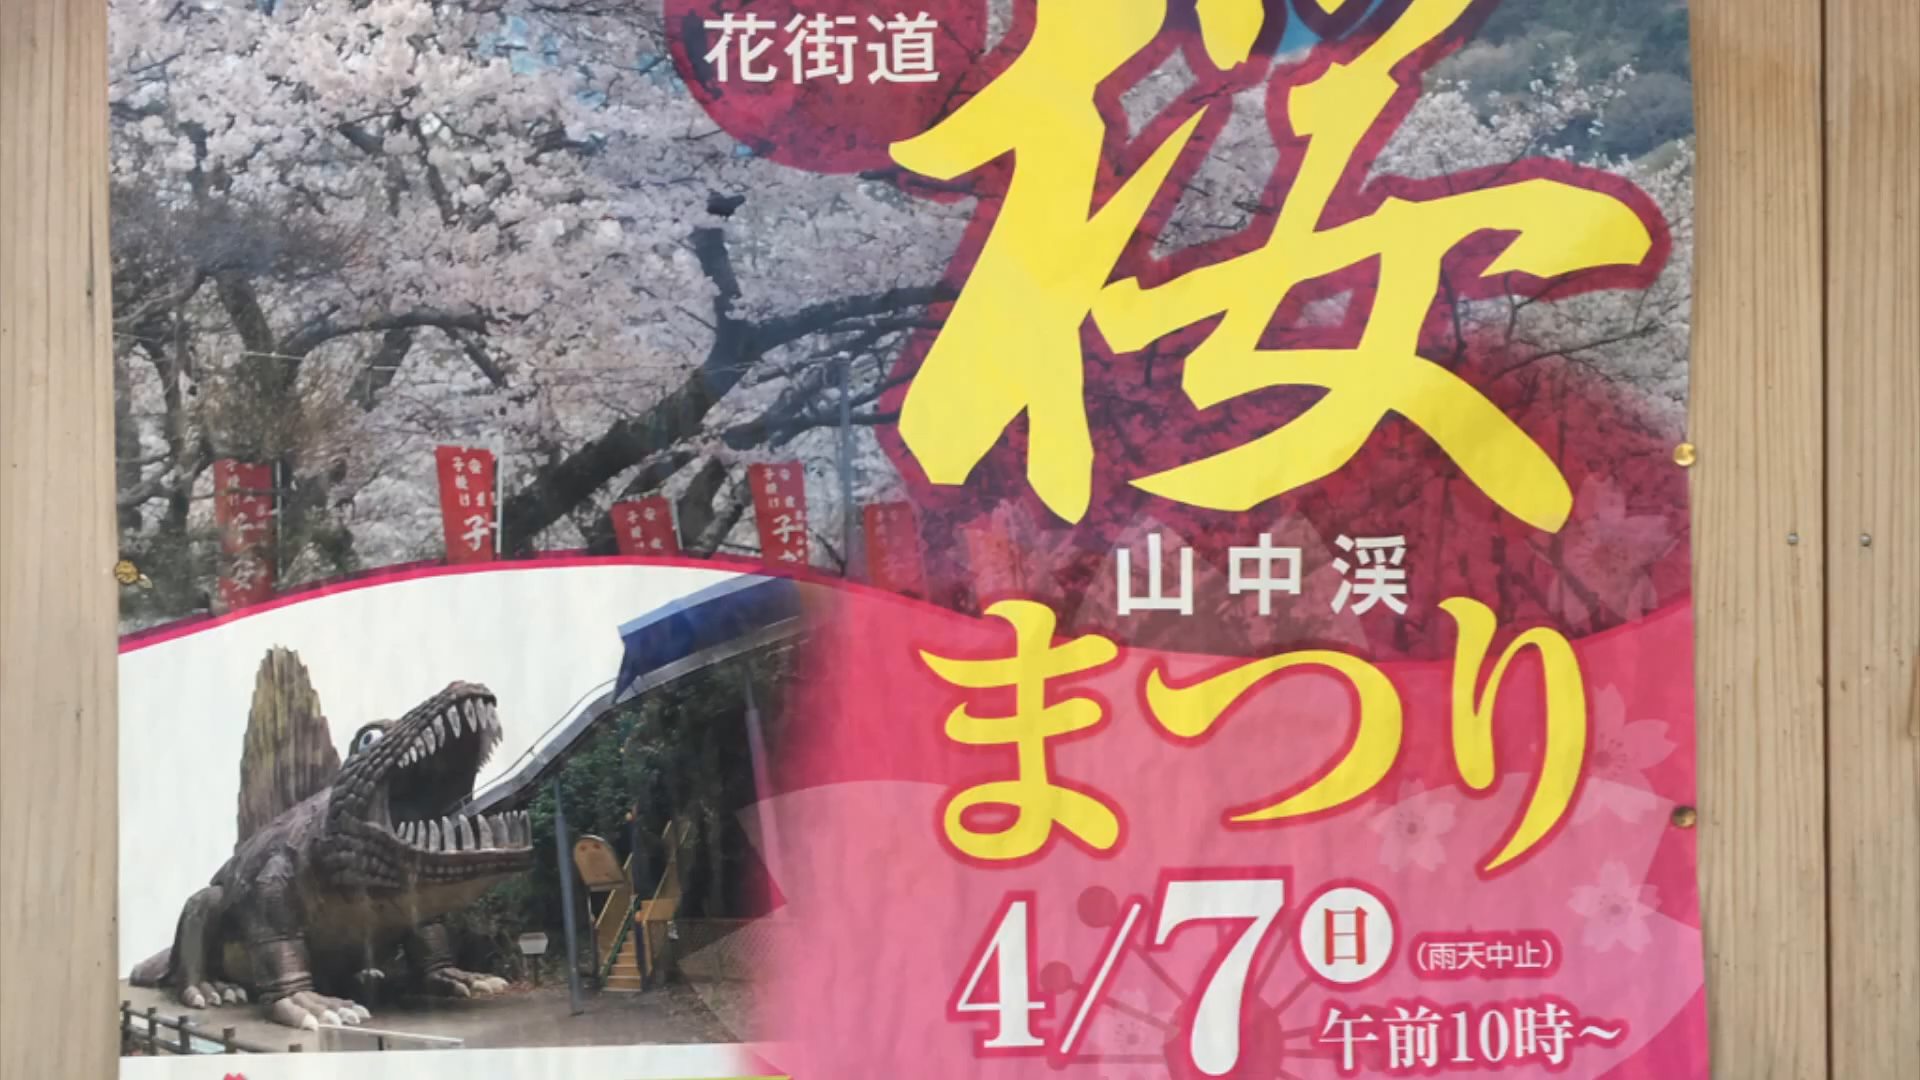 花街道
桜
山中渓
まつり
4/7日(雨天中止)
午前10時~